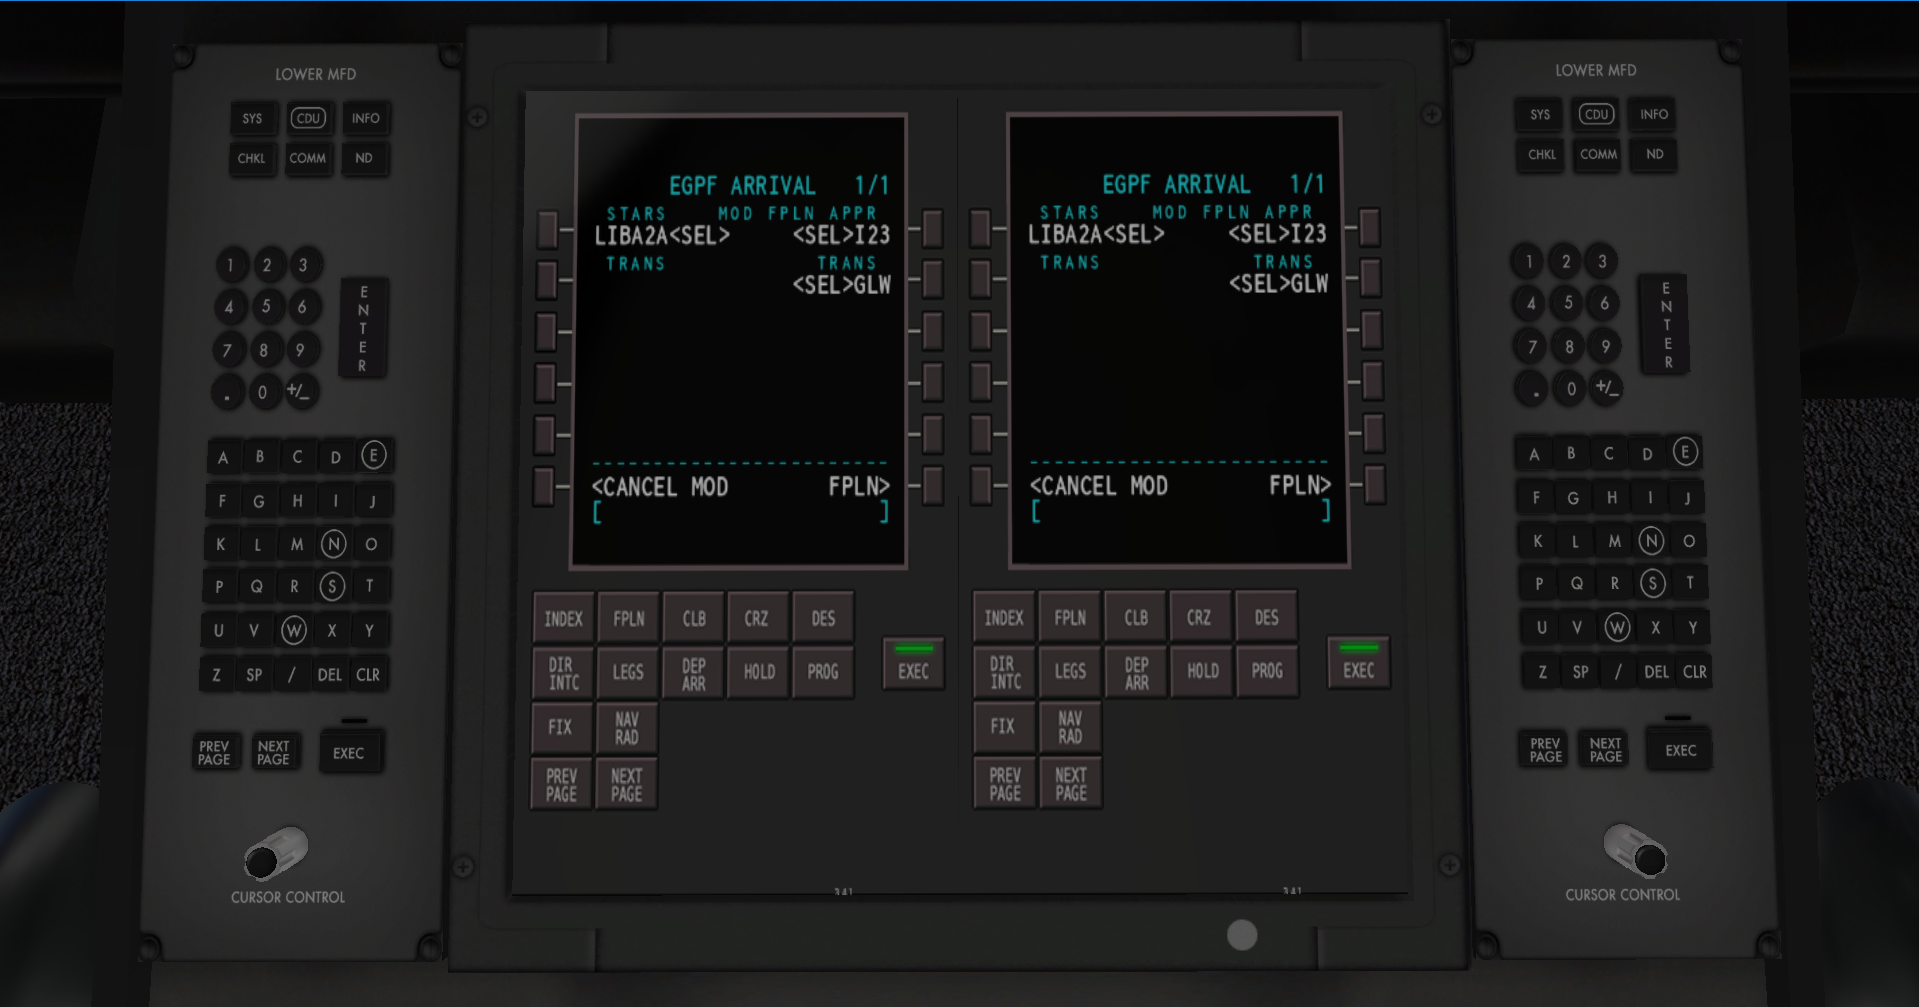 LOWER MFD
SYS CDU INFO
CHKL COMM ND
1 2 3
4 5 6
7 8 9
. 0 +/_
ENTER
A B C D E
F G H I J
K L M N O
P Q R S T
U V W X Y
Z SP / DEL CLR
PREV PAGE NEXT PAGE EXEC
CURSOR CONTROL
EGPF ARRIVAL 1/1
STARS MOD FPLN APPR
LIBA2A<SEL> <SEL>I23
TRANS TRANS
<SEL>GLW
------------------------
<CANCEL MOD FPLN>
[ ]
INDEX FPLN CLB CRZ DES
DIR INTC LEGS DEP ARR HOLD PROG
EXEC
FIX NAV RAD
PREV PAGE NEXT PAGE
341
EGPF ARRIVAL 1/1
STARS MOD FPLN APPR
LIBA2A<SEL> <SEL>I23
TRANS TRANS
<SEL>GLW
------------------------
<CANCEL MOD FPLN>
[ ]
INDEX FPLN CLB CRZ DES
DIR INTC LEGS DEP ARR HOLD PROG
EXEC
FIX NAV RAD
PREV PAGE NEXT PAGE
341
LOWER MFD
SYS CDU INFO
CHKL COMM ND
1 2 3
4 5 6
7 8 9
. 0 +/_
ENTER
A B C D E
F G H I J
K L M N O
P Q R S T
U V W X Y
Z SP / DEL CLR
PREV PAGE NEXT PAGE EXEC
CURSOR CONTROL